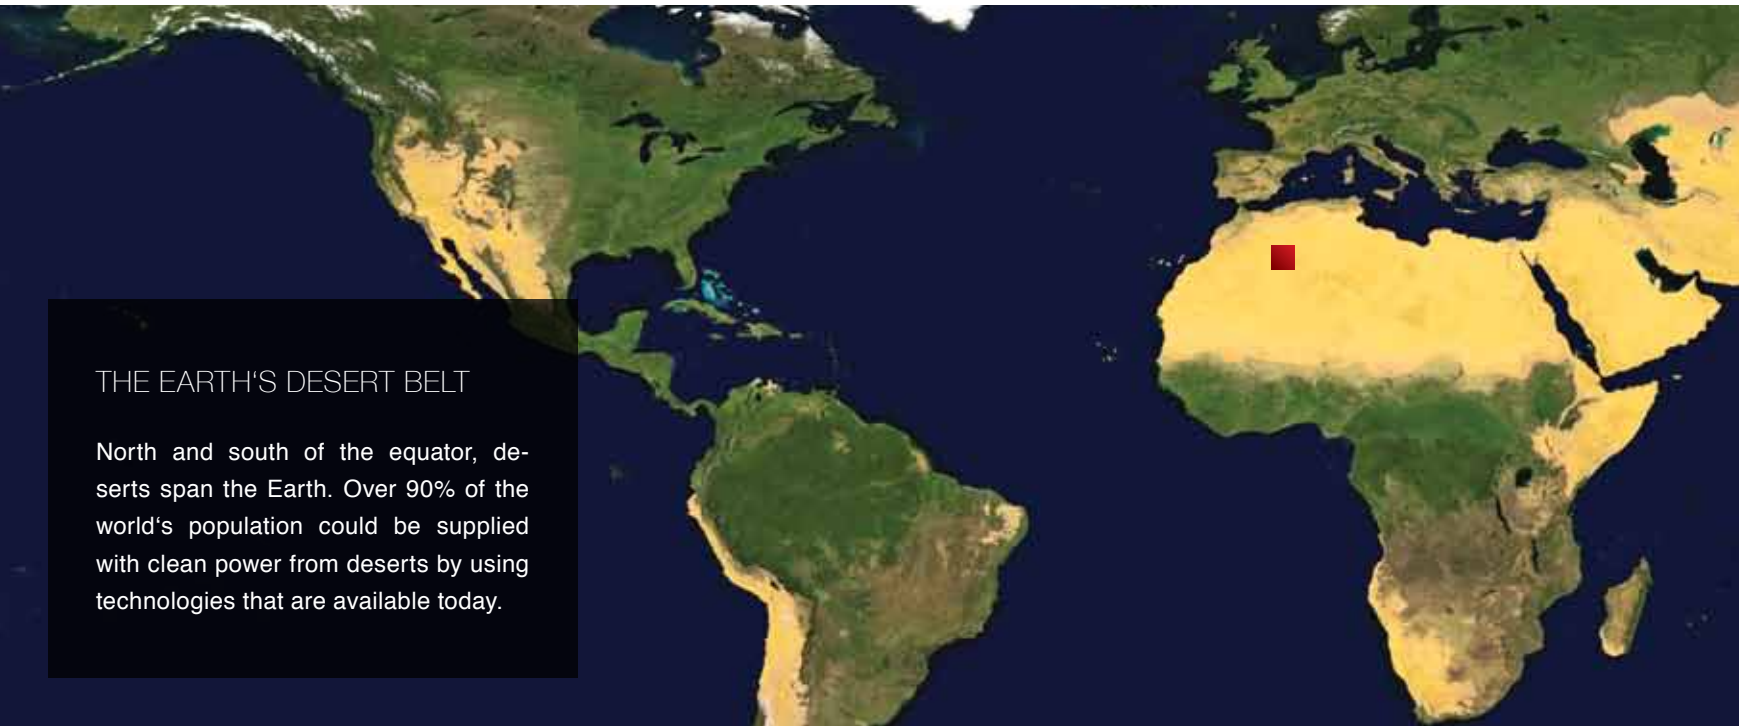 THE EARTH‘S DESERT BELT
North and south of the equator, de-
serts span the Earth. Over 90% of the
world‘s population could be supplied
with clean power from deserts by using
technologies that are available today.